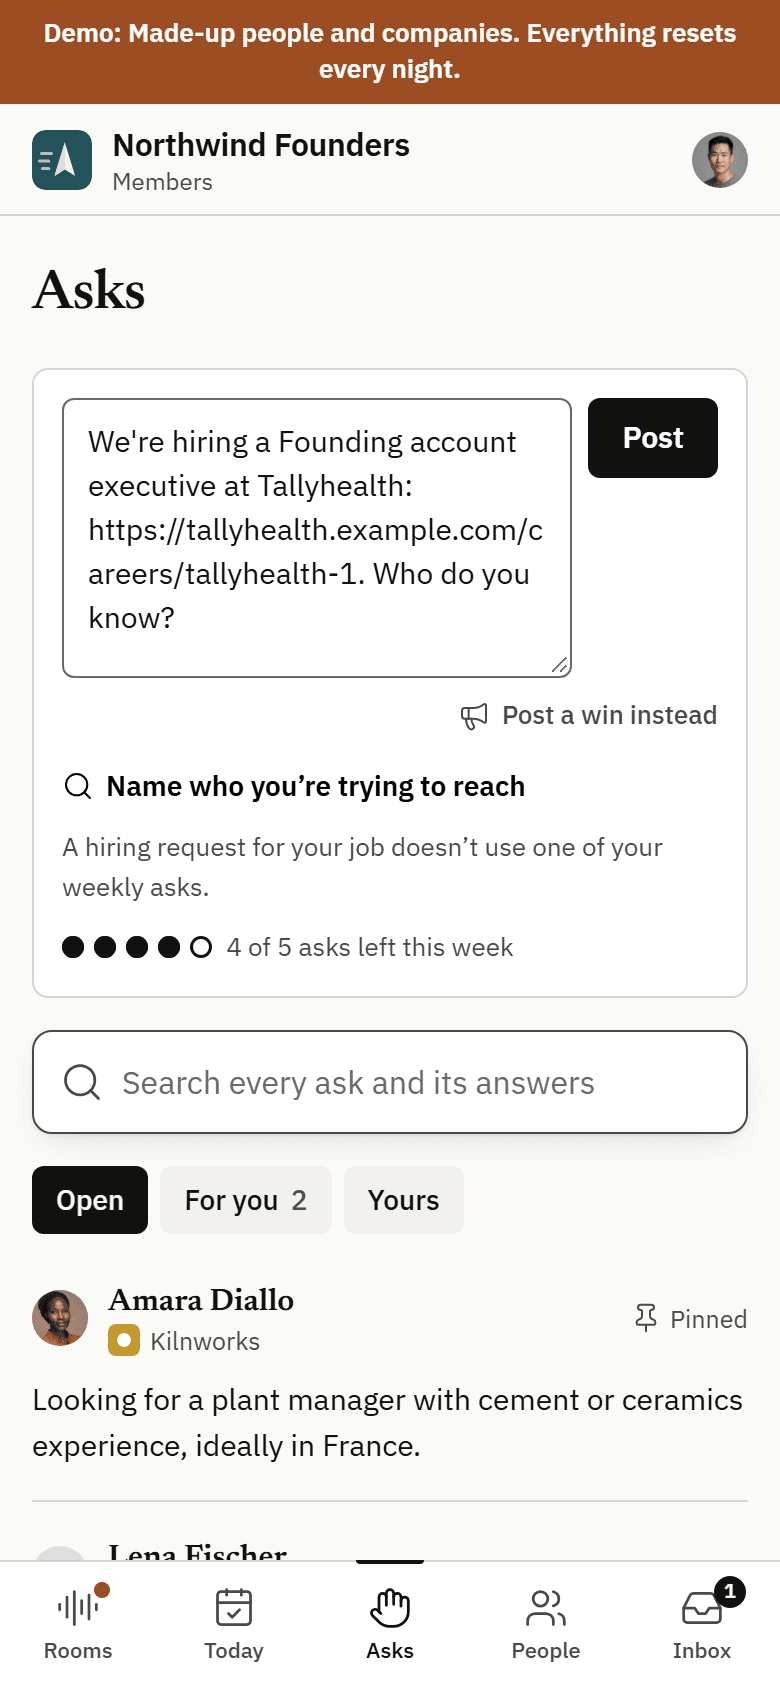 Demo: Made-up people and companies. Everything resets
every night.
Northwind Founders
Members
Asks
We're hiring a Founding account
executive at Tallyhealth:
https://tallyhealth.example.com/c
areers/tallyhealth-1. Who do you
know?
Post
Post a win instead
Name who you’re trying to reach
A hiring request for your job doesn’t use one of your
weekly asks.
4 of 5 asks left this week
Search every ask and its answers
Open
For you 2
Yours
Amara Diallo
Kilnworks
Pinned
Looking for a plant manager with cement or ceramics
experience, ideally in France.
Lena Fischer
Rooms
Today
Asks
People
1
Inbox